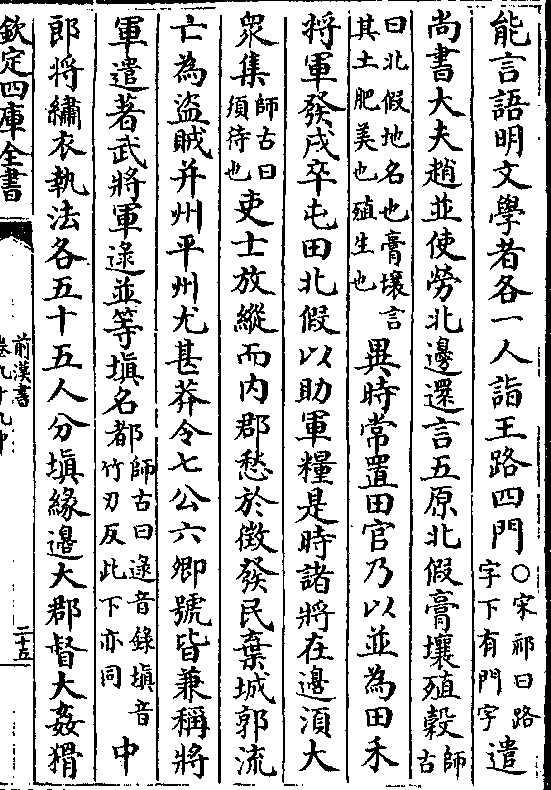 能言語明文學者各一人詣王路四門○宋祁曰路字下有門字遣
尚書大夫趙並使勞北邊還言五原北假膏壤殖榖師古
曰北假地名也膏壤言其土肥美也殖生也異時常置田官乃以並為田禾
將軍發戍卒屯田北假以助軍糧是時諸將在邊湏大
衆集師古曰須待也吏士放縱而内郡愁於徴發民棄城郭流
亡為盜賊并州平州尤甚莽令七公六卿號皆兼稱將
軍遣著武將軍逯並等塡名都師古曰逯音錄塡音竹刃反此下亦同中
郎將繡衣執法各五十五人分塡緣邉大郡督大姦猾
欽定四庫全書
前漢書
卷九十九中
二十五